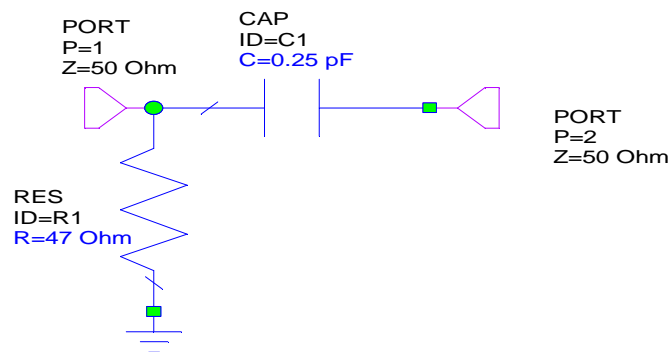 PORT
P=1
Z=50 Ohm
CAP
ID=C1
C=0.25 pF
PORT
P=2
Z=50 Ohm
RES
ID=R1
R=47 Ohm